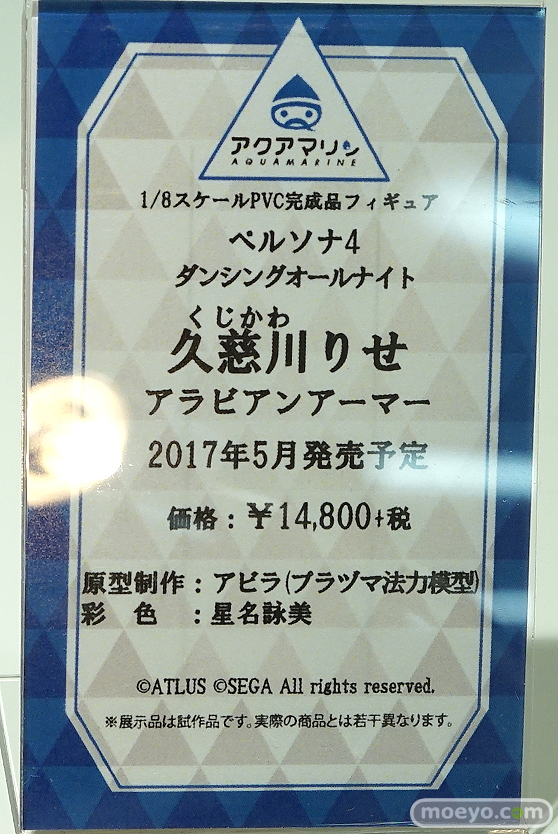 アクアマリン
AQUAMARINE
1/8スケールPVC完成品フィギュア
ペルソナ4
ダンシングオールナイト
くじかわ
久慈川りせ
アラビアンアーマー
2017年5月発売予定
価格：￥14,800+税
原型制作：アビラ(プラヅマ法力模型)
彩　色　：星名詠美
©ATLUS ©SEGA All rights reserved.
※展示品は試作品です。実際の商品とは若干異なります。
moeyo.com